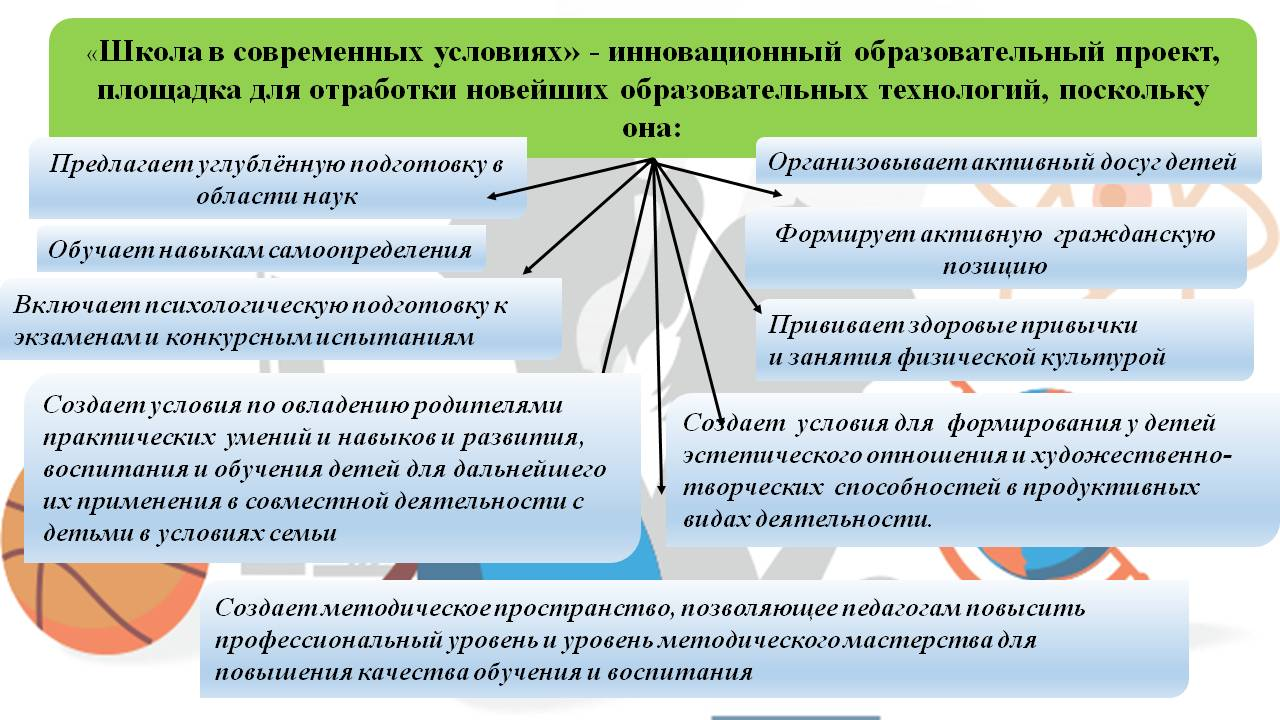 «Школа в современных условиях» - инновационный образовательный проект,
площадка для отработки новейших образовательных технологий, поскольку
она:
Предлагает углублённую подготовку в
области наук
Обучает навыкам самоопределения
Включает психологическую подготовку к
экзаменам и конкурсным испытаниям
Создает условия по овладению родителями
практических умений и навыков и развития,
воспитания и обучения детей для дальнейшего
их применения в совместной деятельности с
детьми в условиях семьи
Организовывает активный досуг детей
Формирует активную гражданскую
позицию
Прививает здоровые привычки
и занятия физической культурой
Создает условия для формирования у детей
эстетического отношения и художественно-
творческих способностей в продуктивных
видах деятельности.
Создает методическое пространство, позволяющее педагогам повысить
профессиональный уровень и уровень методического мастерства для
повышения качества обучения и воспитания